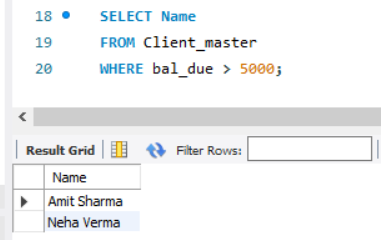 18 SELECT Name
19 FROM Client_master
20 WHERE bal_due > 5000;
Result Grid Filter Rows:
Name
Amit Sharma
Neha Verma